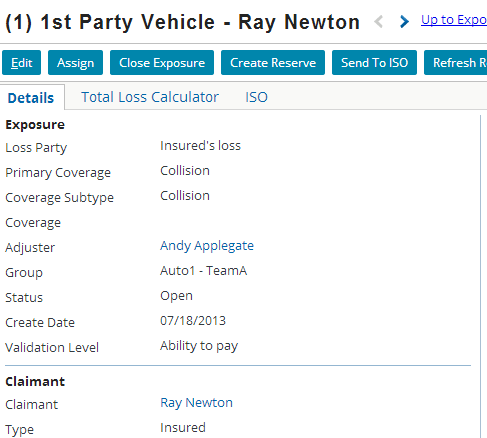 (1) 1st Party Vehicle - Ray Newton < > Up to Expo
Edit Assign Close Exposure Create Reserve Send To ISO Refresh R
Details Total Loss Calculator ISO
Exposure
Loss Party Insured's loss
Primary Coverage Collision
Coverage Subtype Collision
Coverage
Adjuster Andy Applegate
Group Auto1 - TeamA
Status Open
Create Date 07/18/2013
Validation Level Ability to pay
Claimant
Claimant Ray Newton
Type Insured